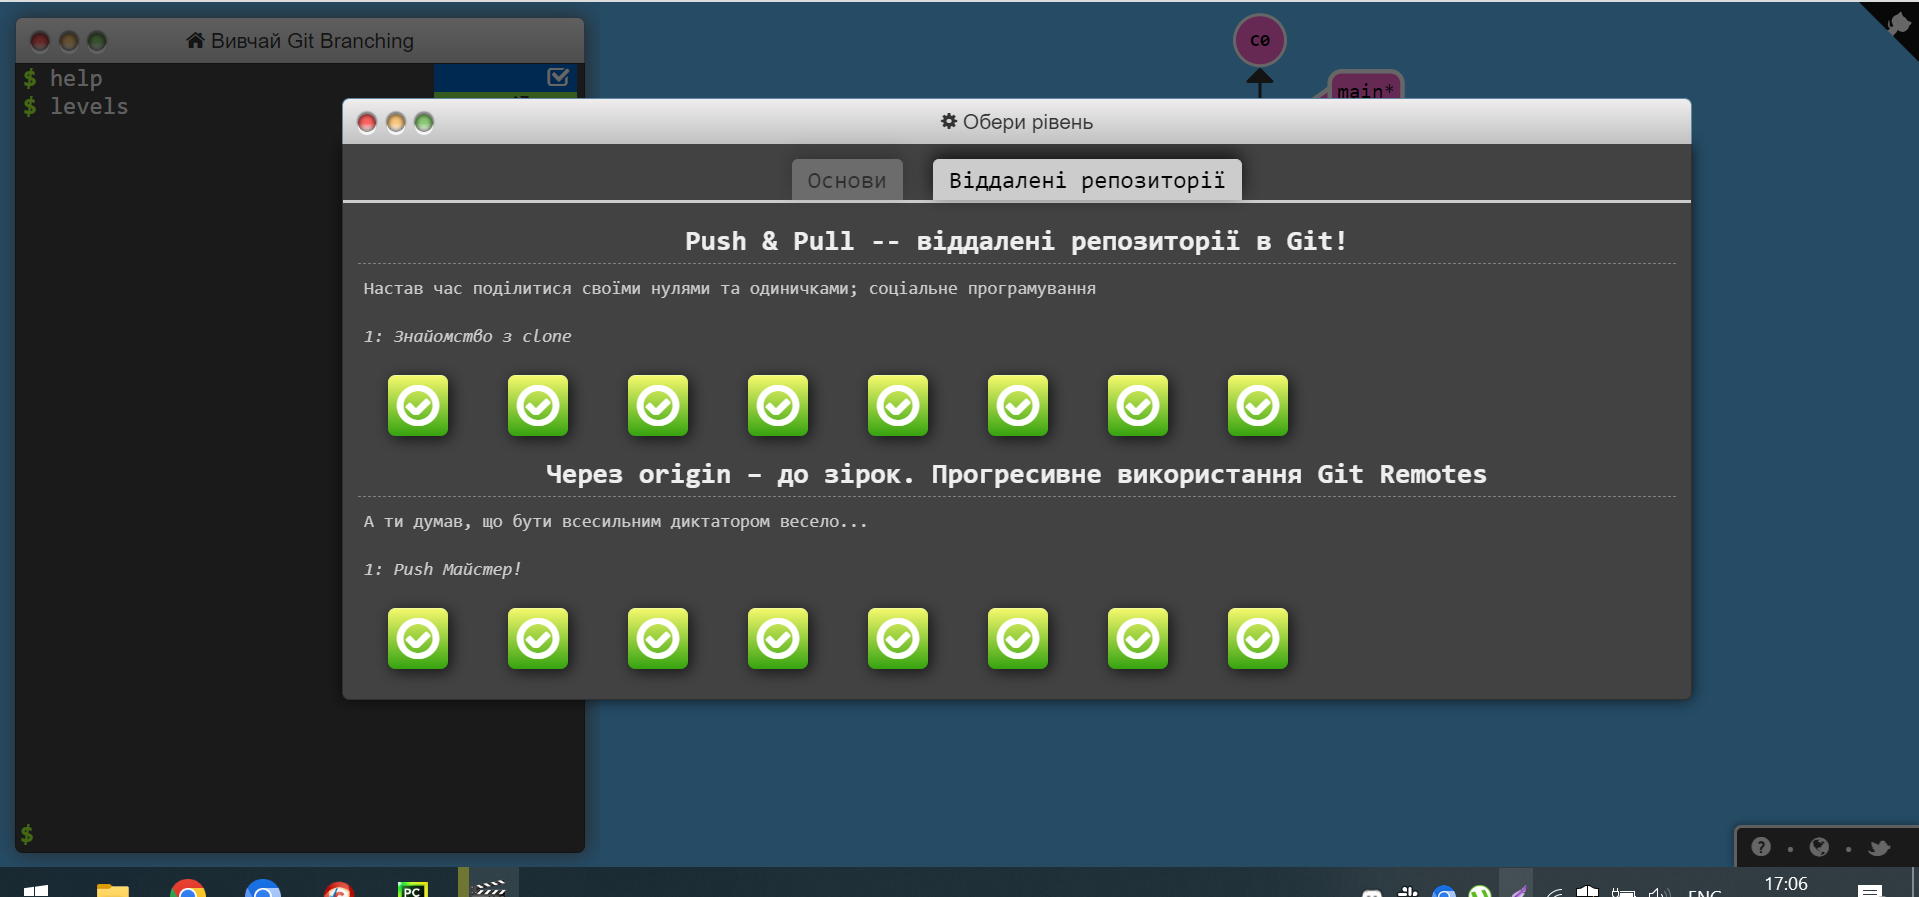 Вивчай Git Branching
$ help
$ levels
C0
main*
Обери рівень
Основи
Віддалені репозиторії
Push & Pull -- віддалені репозиторії в Git!
Настав час поділитися своїми нулями та одиничками; соціальне програмування
1: Знайомство з clone
Через origin – до зірок. Прогресивне використання Git Remotes
А ти думав, що бути всесильним диктатором весело...
1: Push Майстер!
$
PC
ENG
17:06